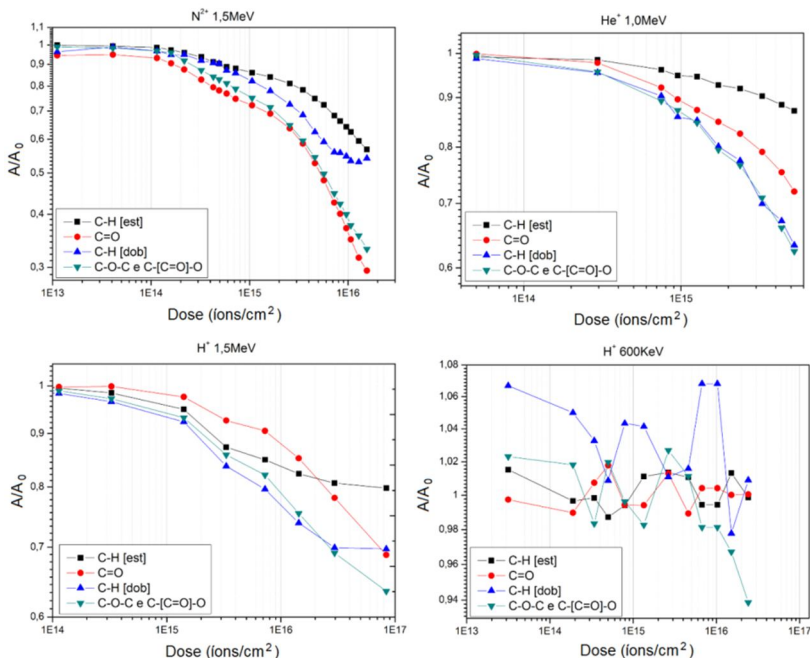 N²⁺ 1,5MeV
1,1
1
0,9
0,8
0,7
0,6
0,5
0,4
0,3
A/A₀
C-H [est]
C=O
C-H [dob]
C-O-C e C-[C=O]-O
1E13 1E14 1E15 1E16
Dose (íons/cm²)
He⁺ 1,0MeV
1
0,9
0,8
0,7
0,6
A/A₀
C-H [est]
C=O
C-H [dob]
C-O-C e C-[C=O]-O
1E14 1E15
Dose (íons/cm²)
H⁺ 1,5MeV
1
0,9
0,8
0,7
0,6
A/A₀
C-H [est]
C=O
C-H [dob]
C-O-C e C-[C=O]-O
1E14 1E15 1E16 1E17
Dose (íons/cm²)
H⁺ 600KeV
1,08
1,06
1,04
1,02
1
0,98
0,96
0,94
A/A₀
C-H [est]
C=O
C-H [dob]
C-O-C e C-[C=O]-O
1E13 1E14 1E15 1E16 1E17
Dose (íons/cm²)